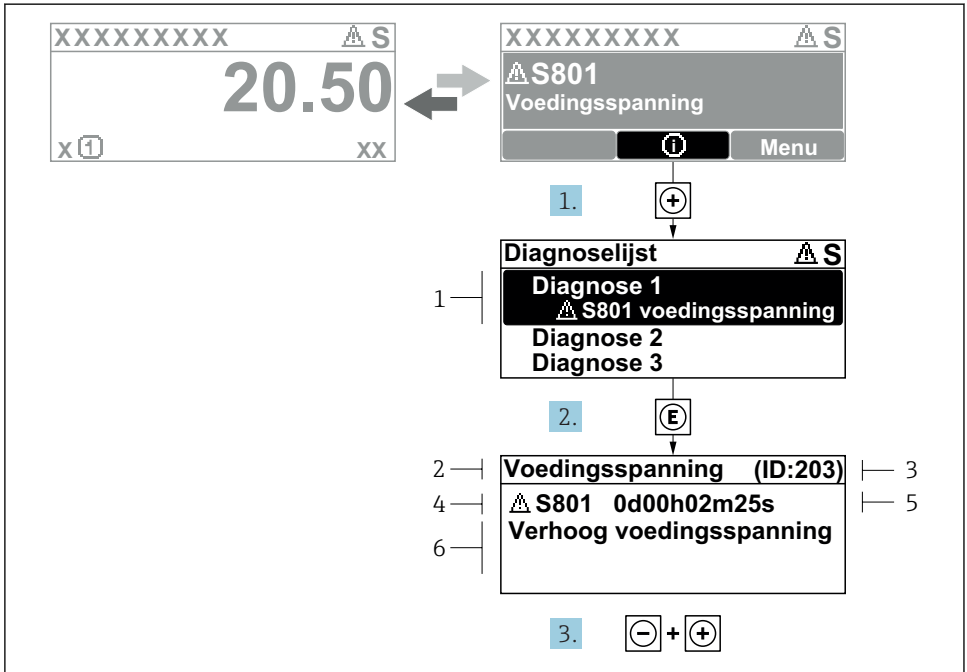 XXXXXXXXX ⚠ S
20.50
x ① xx
XXXXXXXXX ⚠ S
⚠ S801
Voedingsspanning
ⓘ Menu
1. +
Diagnoselijst ⚠ S
1
Diagnose 1
⚠ S801 voedingsspanning
Diagnose 2
Diagnose 3
2. E
2 Voedingsspanning (ID:203) 3
4 ⚠ S801 0d00h02m25s 5
6 Verhoog voedingsspanning
3. - + +